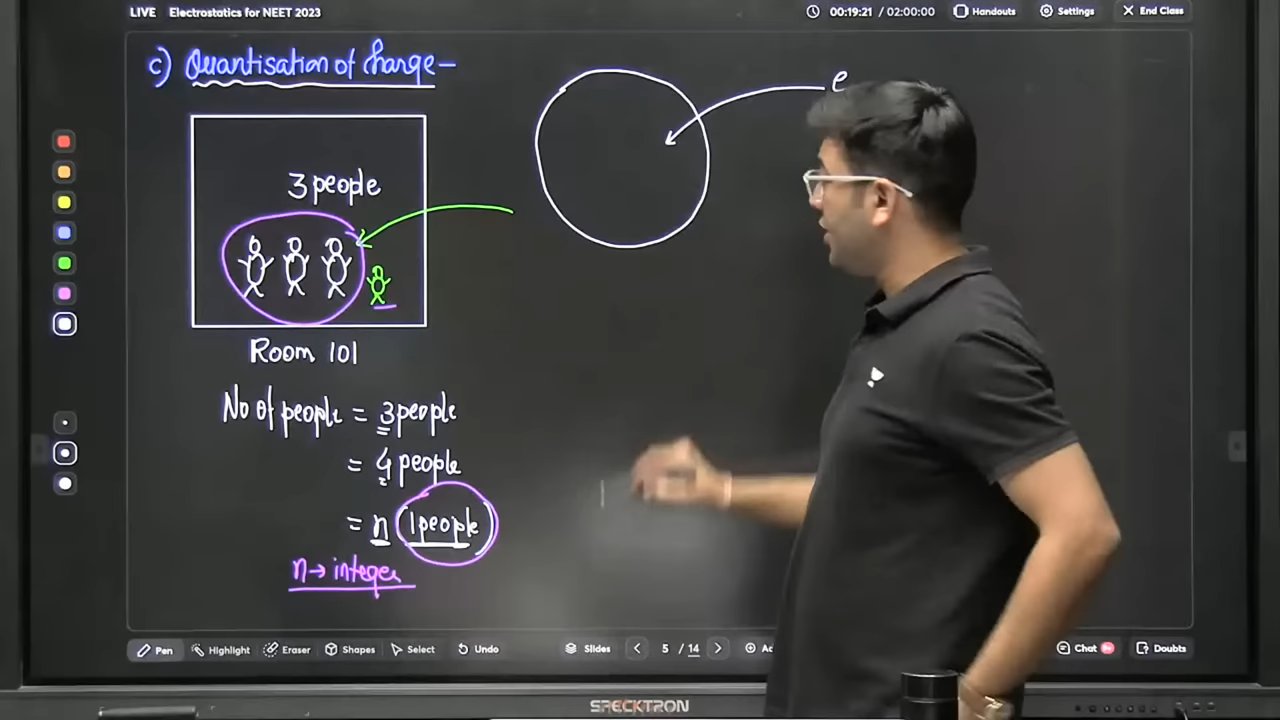 LIVE Electrostatics for NEET 2023
00:19:21 / 02:00:00 Handouts Settings End Class
c) Quantisation of Charge-
e
3 people
Room 101
No of people = 3 people
= 4 people
= n (1 people)
n → integer
Pen Highlight Eraser Shapes Select Undo Slides 5 / 14 Chat 9+ Doubts
SPECKTRON